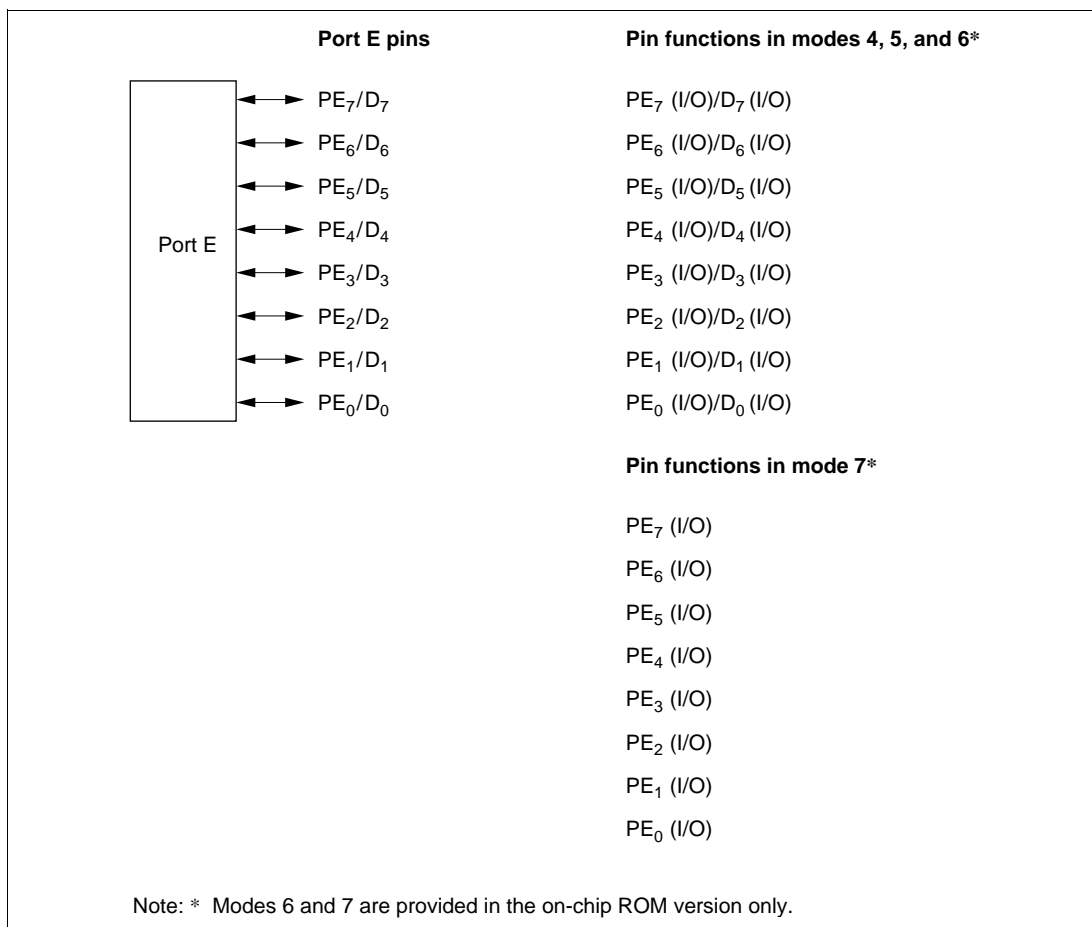 Port E pins Pin functions in modes 4, 5, and 6*
Port E
PE7/D7 PE7 (I/O)/D7 (I/O)
PE6/D6 PE6 (I/O)/D6 (I/O)
PE5/D5 PE5 (I/O)/D5 (I/O)
PE4/D4 PE4 (I/O)/D4 (I/O)
PE3/D3 PE3 (I/O)/D3 (I/O)
PE2/D2 PE2 (I/O)/D2 (I/O)
PE1/D1 PE1 (I/O)/D1 (I/O)
PE0/D0 PE0 (I/O)/D0 (I/O)
Pin functions in mode 7*
PE7 (I/O)
PE6 (I/O)
PE5 (I/O)
PE4 (I/O)
PE3 (I/O)
PE2 (I/O)
PE1 (I/O)
PE0 (I/O)
Note: * Modes 6 and 7 are provided in the on-chip ROM version only.